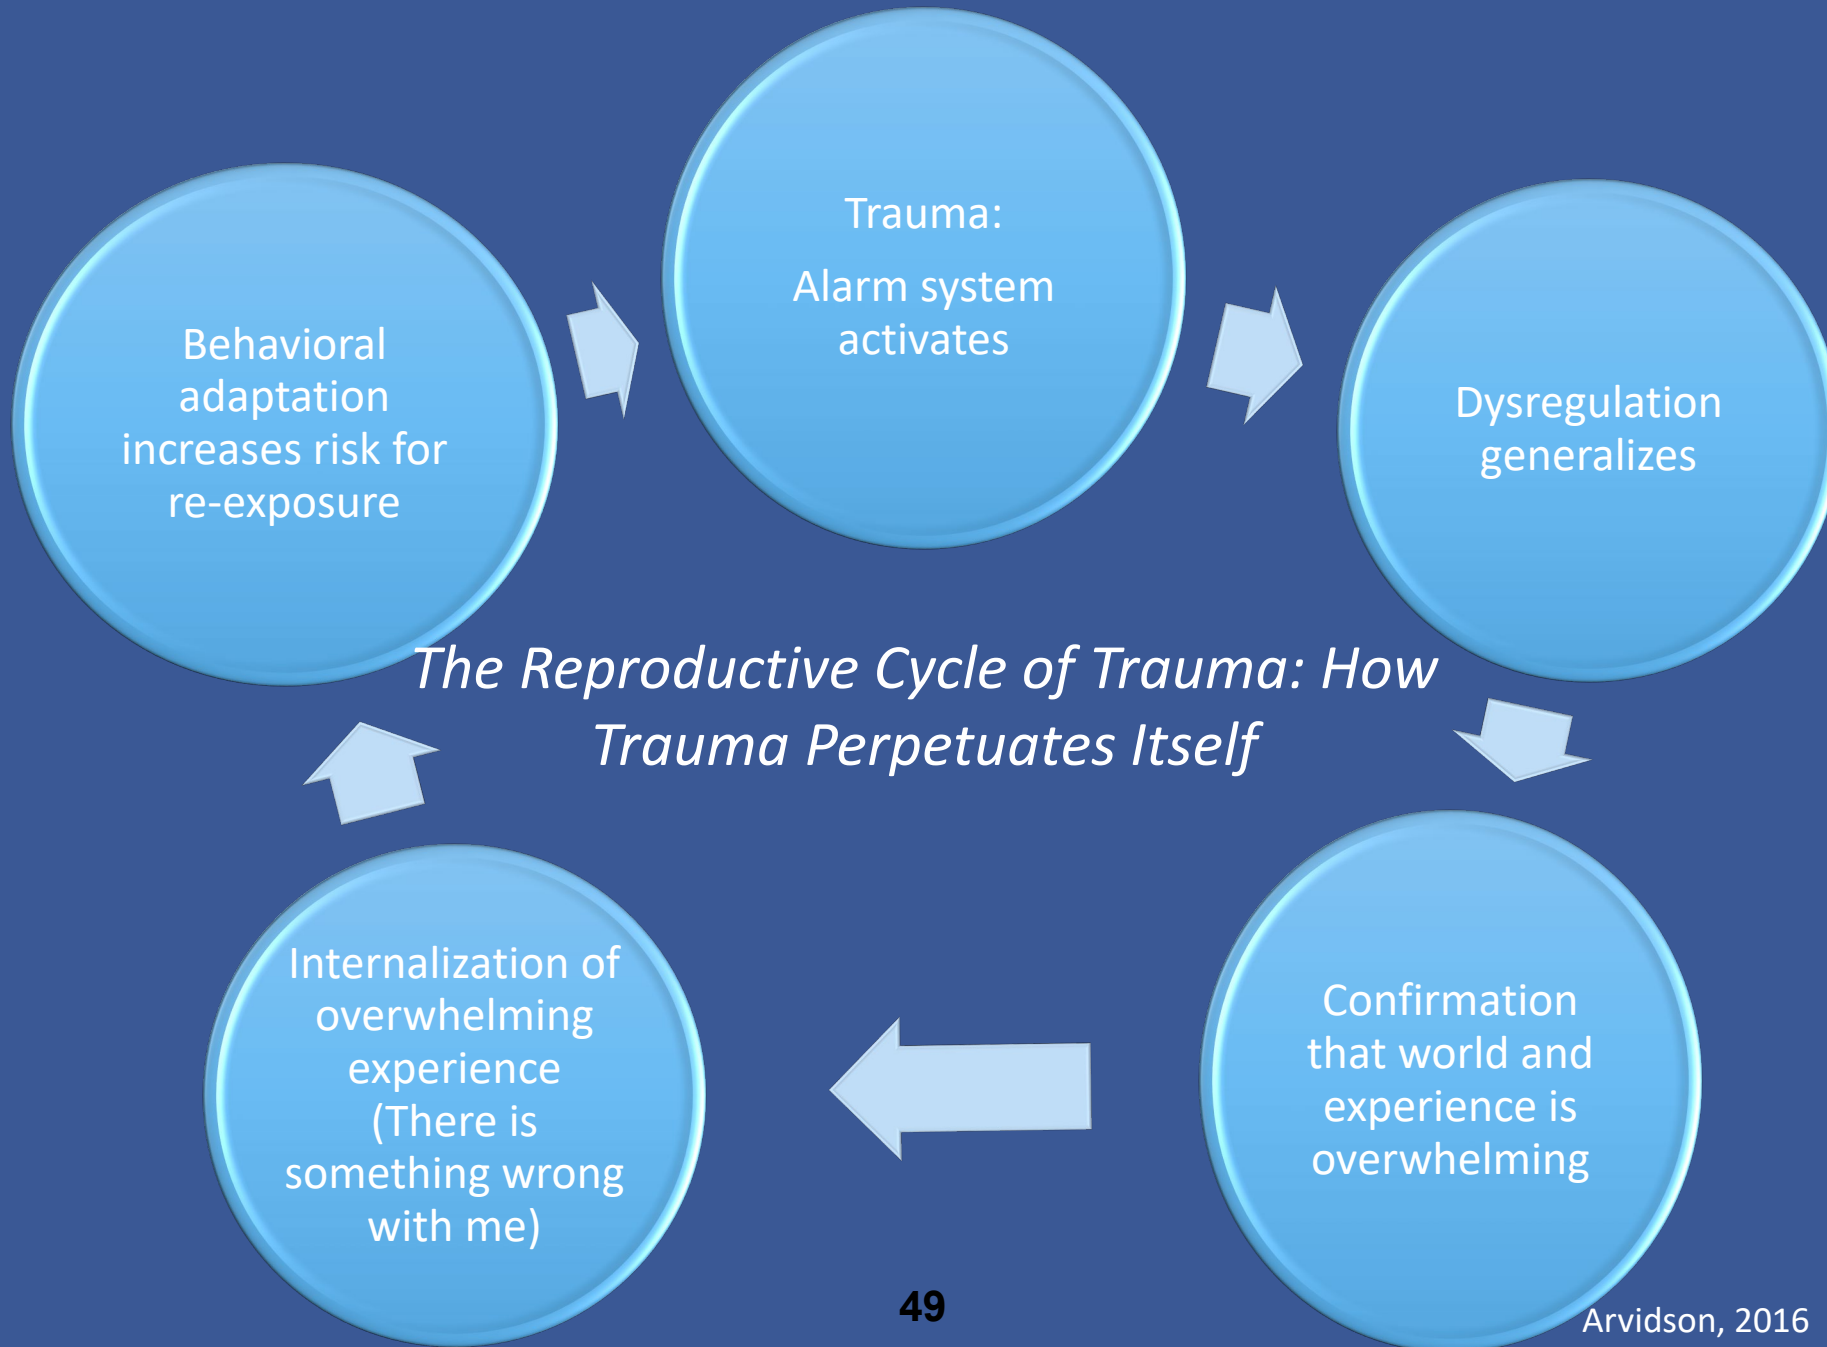 Trauma:
Alarm system
activates
Dysregulation
generalizes
Confirmation
that world and
experience is
overwhelming
Internalization of
overwhelming
experience
(There is
something wrong
with me)
Behavioral
adaptation
increases risk for
re-exposure
The Reproductive Cycle of Trauma: How
Trauma Perpetuates Itself
49
Arvidson, 2016